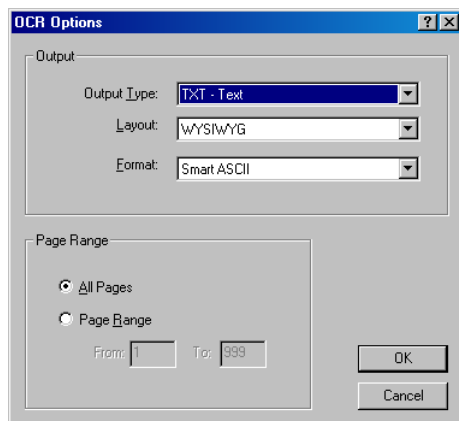 OCR Options
Output
Output Type: TXT - Text
Layout: WYSIWYG
Format: Smart ASCII
Page Range
All Pages
Page Range
From: 1 To: 999
OK
Cancel